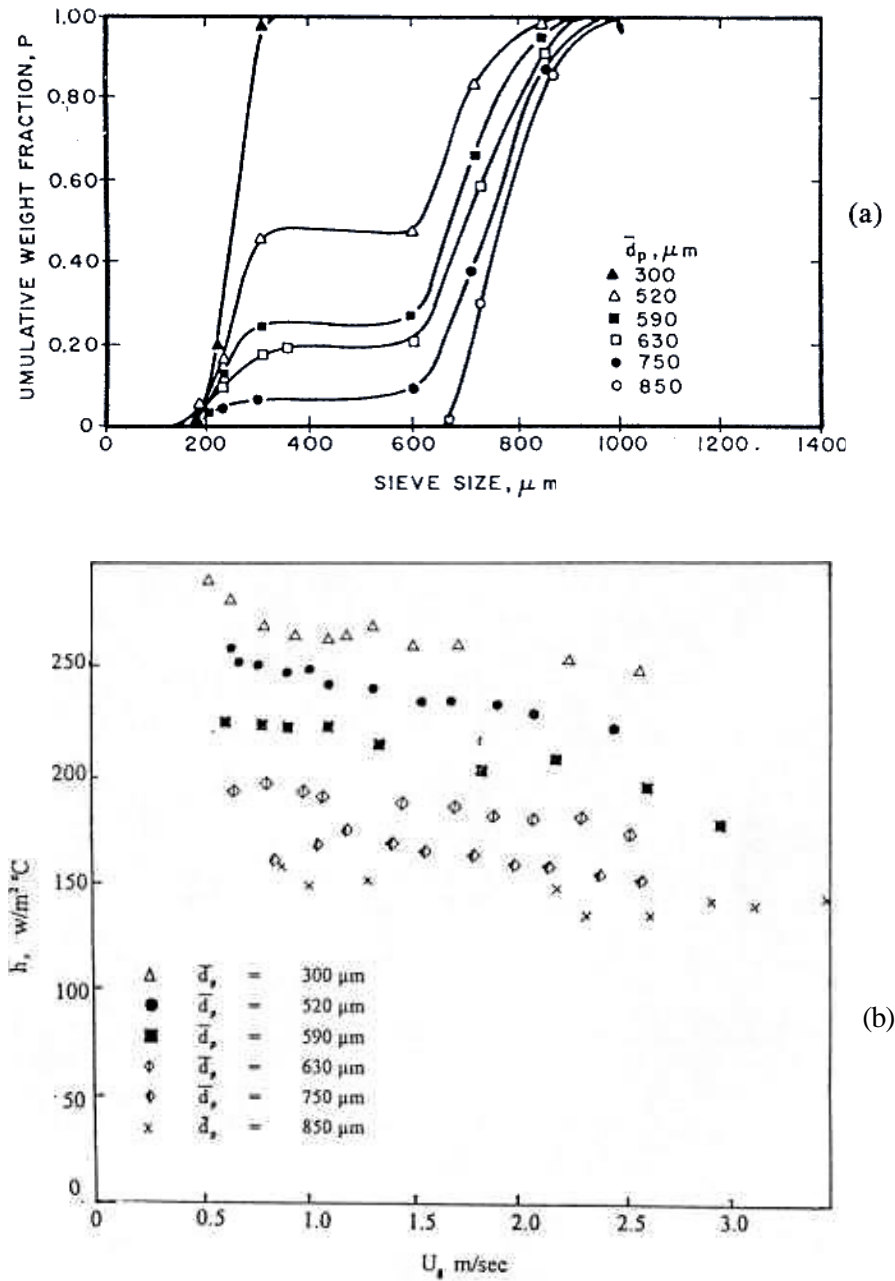 1.00
0.80
0.60
0.40
0.20
0
UMULATIVE WEIGHT FRACTION, P
0 200 400 600 800 1000 1200. 1400
SIEVE SIZE, μm
d̅p, μm
300
520
590
630
750
850
(a)
250
200
150
100
50
0
h, w/m² °C
d̅p = 300 μm
d̅p = 520 μm
d̅p = 590 μm
d̅p = 630 μm
d̅p = 750 μm
d̅p = 850 μm
0 0.5 1.0 1.5 2.0 2.5 3.0
Ug m/sec
(b)